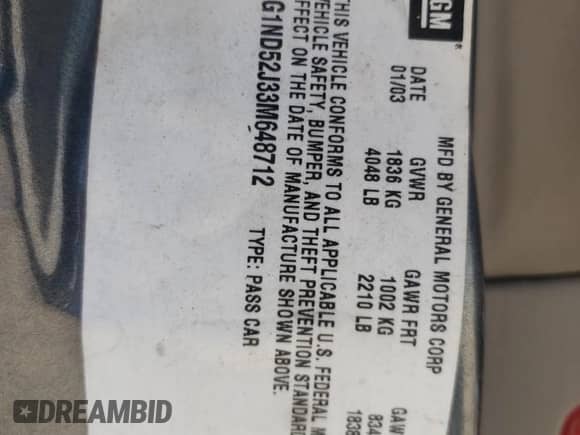 GM®
MFD BY GENERAL MOTORS CORP
DATE GVWR GAWR FRT GAW
01/03 1836 KG 1002 KG 834
4048 LB 2210 LB 1838
THIS VEHICLE CONFORMS TO ALL APPLICABLE U.S. FEDERAL M
VEHICLE SAFETY, BUMPER, AND THEFT PREVENTION STANDARD
EFFECT ON THE DATE OF MANUFACTURE SHOWN ABOVE.
G1ND52J33M648712 TYPE: PASS CAR
DREAMBID